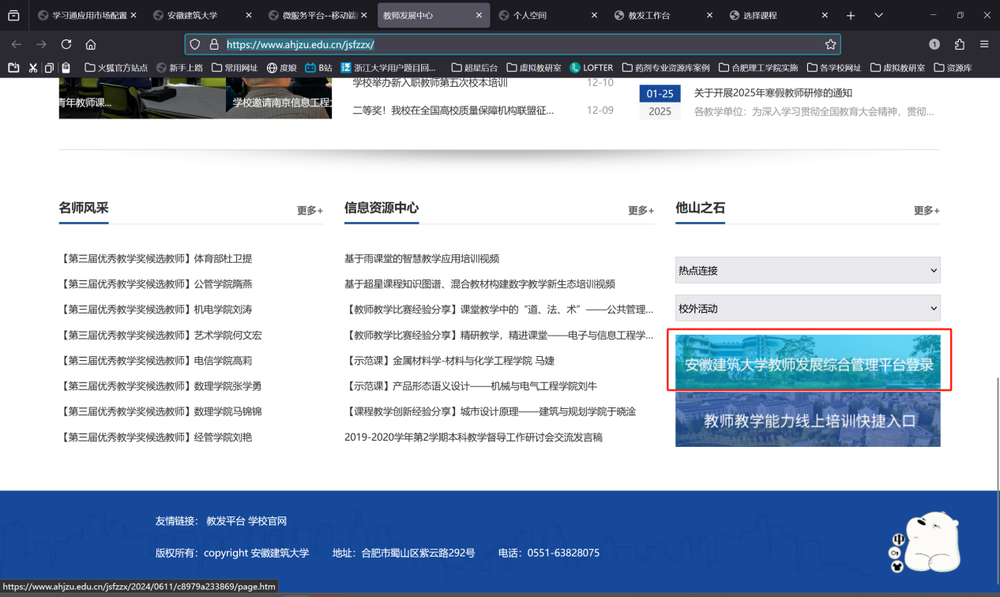 学习通应用市场配置
安徽建筑大学
微服务平台--移动端
教师发展中心
个人空间
教发工作台
选择课程
https://www.ahjzu.edu.cn/jsfzzx/
1
火狐官方站点
新手上路
常用网址
度娘
B站
浙江大学用户题目回...
超星后台
虚拟教研室
LOFTER
药剂专业资源库案例
合肥理工学院实施
各学校网址
虚拟教研室
资源库
青年教师课...
学校邀请南京信息工程大
学校举办新入职教师第五次校本培训 12-10
二等奖！我校在全国高校质量保障机构联盟征... 12-09
01-25
2025
关于开展2025年寒假教师研修的通知
各教学单位：为深入学习贯彻全国教育大会精神，贯彻...
名师风采 更多+
【第三届优秀教学奖候选教师】体育部杜卫提
【第三届优秀教学奖候选教师】公管学院隋燕
【第三届优秀教学奖候选教师】机电学院刘涛
【第三届优秀教学奖候选教师】艺术学院何文宏
【第三届优秀教学奖候选教师】电信学院高莉
【第三届优秀教学奖候选教师】数理学院张学勇
【第三届优秀教学奖候选教师】数理学院马锦锦
【第三届优秀教学奖候选教师】经管学院刘艳
信息资源中心 更多+
基于雨课堂的智慧教学应用培训视频
基于超星课程知识图谱、混合教材构建数字教学新生态培训视频
【教师教学比赛经验分享】课堂教学中的“道、法、术”——公共管理...
【教师教学比赛经验分享】精研教学，精进课堂——电子与信息工程学...
【示范课】金属材料学-材料与化学工程学院 马婕
【示范课】产品形态语义设计——机械与电气工程学院刘牛
【课程教学创新经验分享】城市设计原理——建筑与规划学院于晓淦
2019-2020学年第2学期本科教学督导工作研讨会交流发言稿
他山之石 更多+
热点连接
校外活动
安徽建筑大学教师发展综合管理平台登录
教师教学能力线上培训快捷入口
友情链接： 教发平台 学校官网
版权所有：copyright 安徽建筑大学 地址：合肥市蜀山区紫云路292号 电话：0551-63828075
https://www.ahjzu.edu.cn/jsfzzx/2024/0611/c8979a233869/page.htm